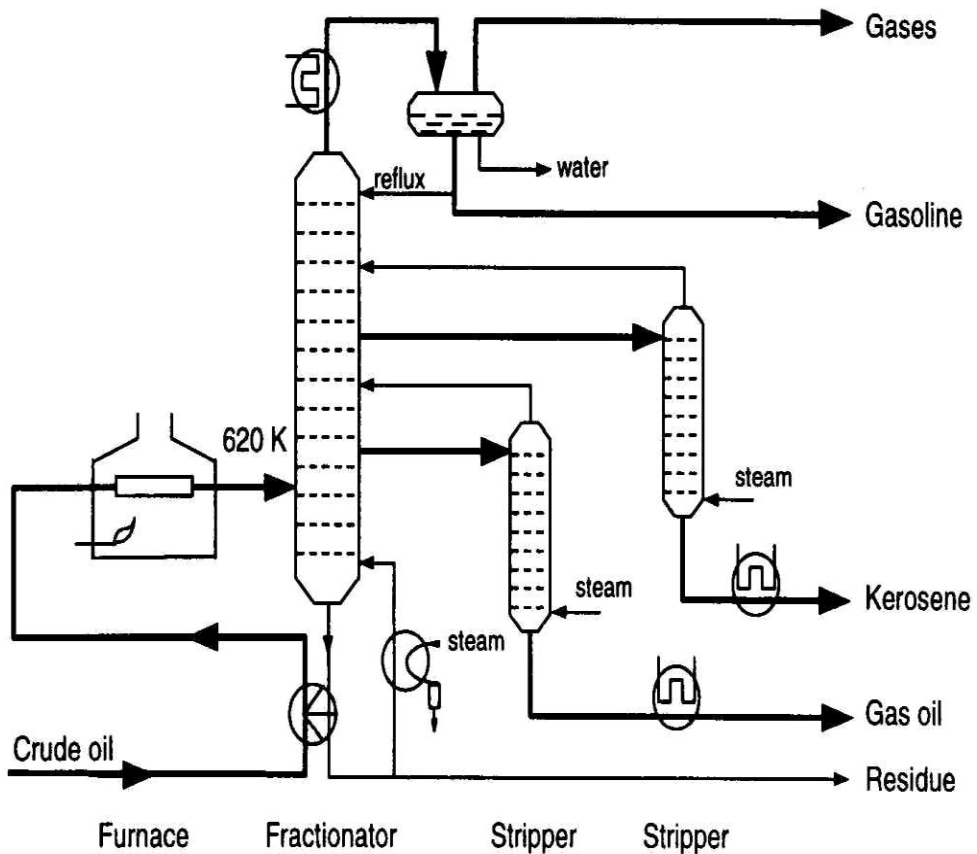 Gases
water
reflux
Gasoline
620 K
steam
steam
Kerosene
steam
Gas oil
Crude oil
Residue
Furnace Fractionator Stripper Stripper